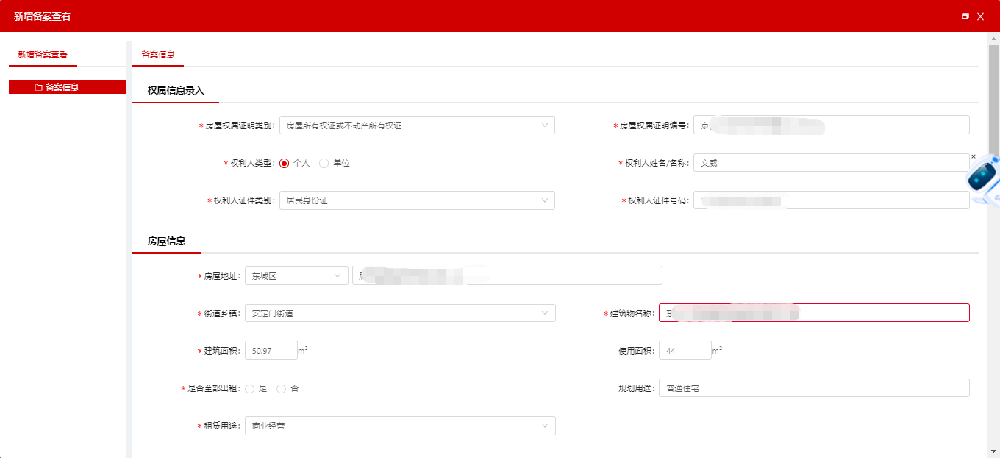 新增备案查看
新增备案查看
备案信息
备案信息
权属信息录入
* 房屋权属证明类别： 房屋所有权证或不动产所有权证 * 房屋权属证明编号： 京
* 权利人类型： 个人 单位 * 权利人姓名/名称： 文威
* 权利人证件类别： 居民身份证 * 权利人证件号码：
房屋信息
* 房屋地址： 东城区
* 街道乡镇： 安定门街道 * 建筑物名称： 东
* 建筑面积： 50.97 m² 使用面积： 44 m²
* 是否全部出租： 是 否 规划用途： 普通住宅
* 租赁用途： 商业经营